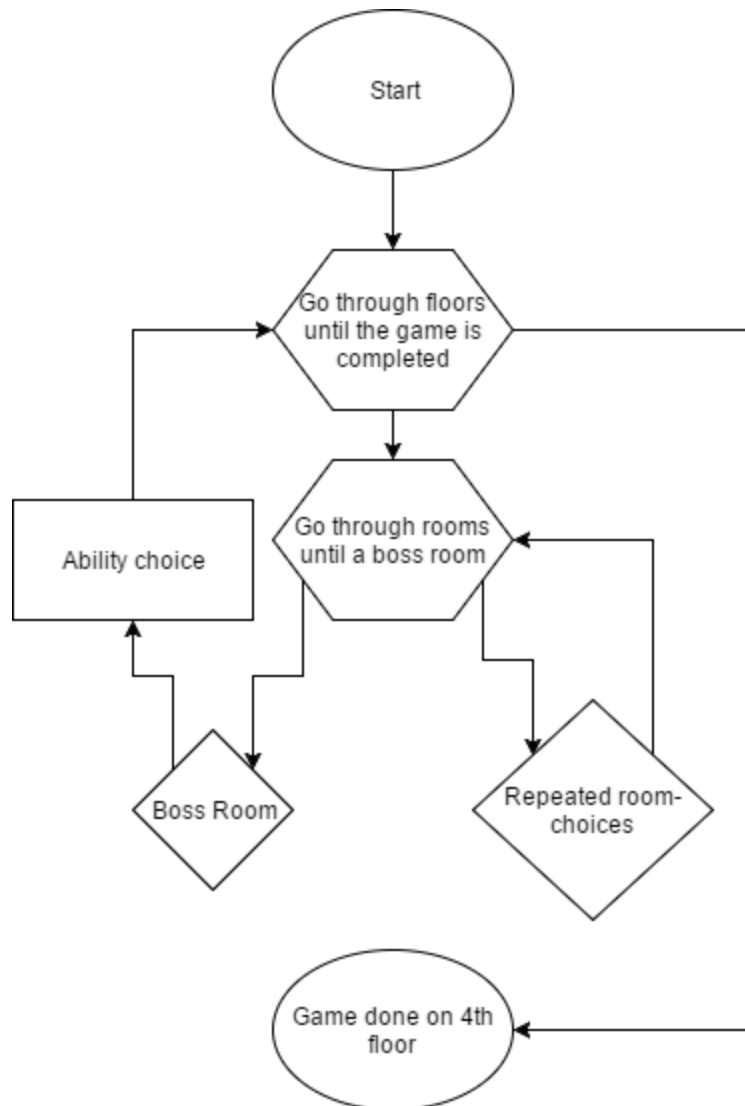 Start
Go through floors
until the game is
completed
Go through rooms
until a boss room
Ability choice
Boss Room
Repeated room-
choices
Game done on 4th
floor